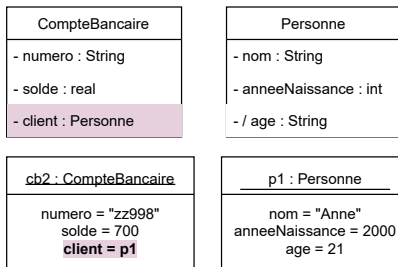 CompteBancaire
- numero : String
- solde : real
- client : Personne
Personne
- nom : String
- anneeNaissance : int
- / age : String
cb2 : CompteBancaire
numero = "zz998"
solde = 700
client = p1
p1 : Personne
nom = "Anne"
anneeNaissance = 2000
age = 21